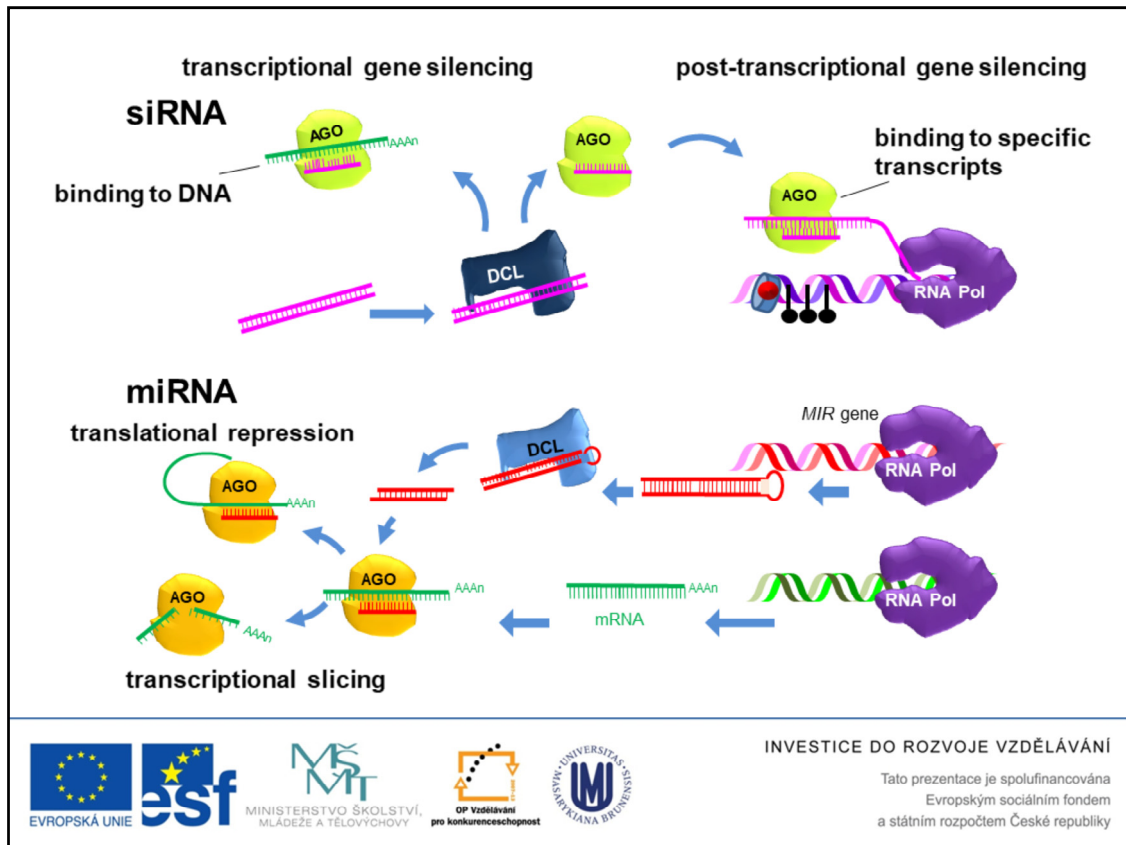 transcriptional gene silencing
post-transcriptional gene silencing
siRNA
AGO
AAAn
AGO
binding to specific
transcripts
binding to DNA
AGO
DCL
RNA Pol
miRNA
translational repression
MIR gene
DCL
RNA Pol
AGO
AAAn
AGO
AAAn
AAAn
mRNA
RNA Pol
AGO
AAAn
transcriptional slicing
EVROPSKÁ UNIE
esf
MŠMT
MINISTERSTVO ŠKOLSTVÍ,
MLÁDEŽE A TĚLOVÝCHOVY
2007-13
OP Vzdělávání
pro konkurenceschopnost
UNIVERSITAS MASARYKIANA BRUNENSIS
INVESTICE DO ROZVOJE VZDĚLÁVÁNÍ
Tato prezentace je spolufinancována
Evropským sociálním fondem
a státním rozpočtem České republiky